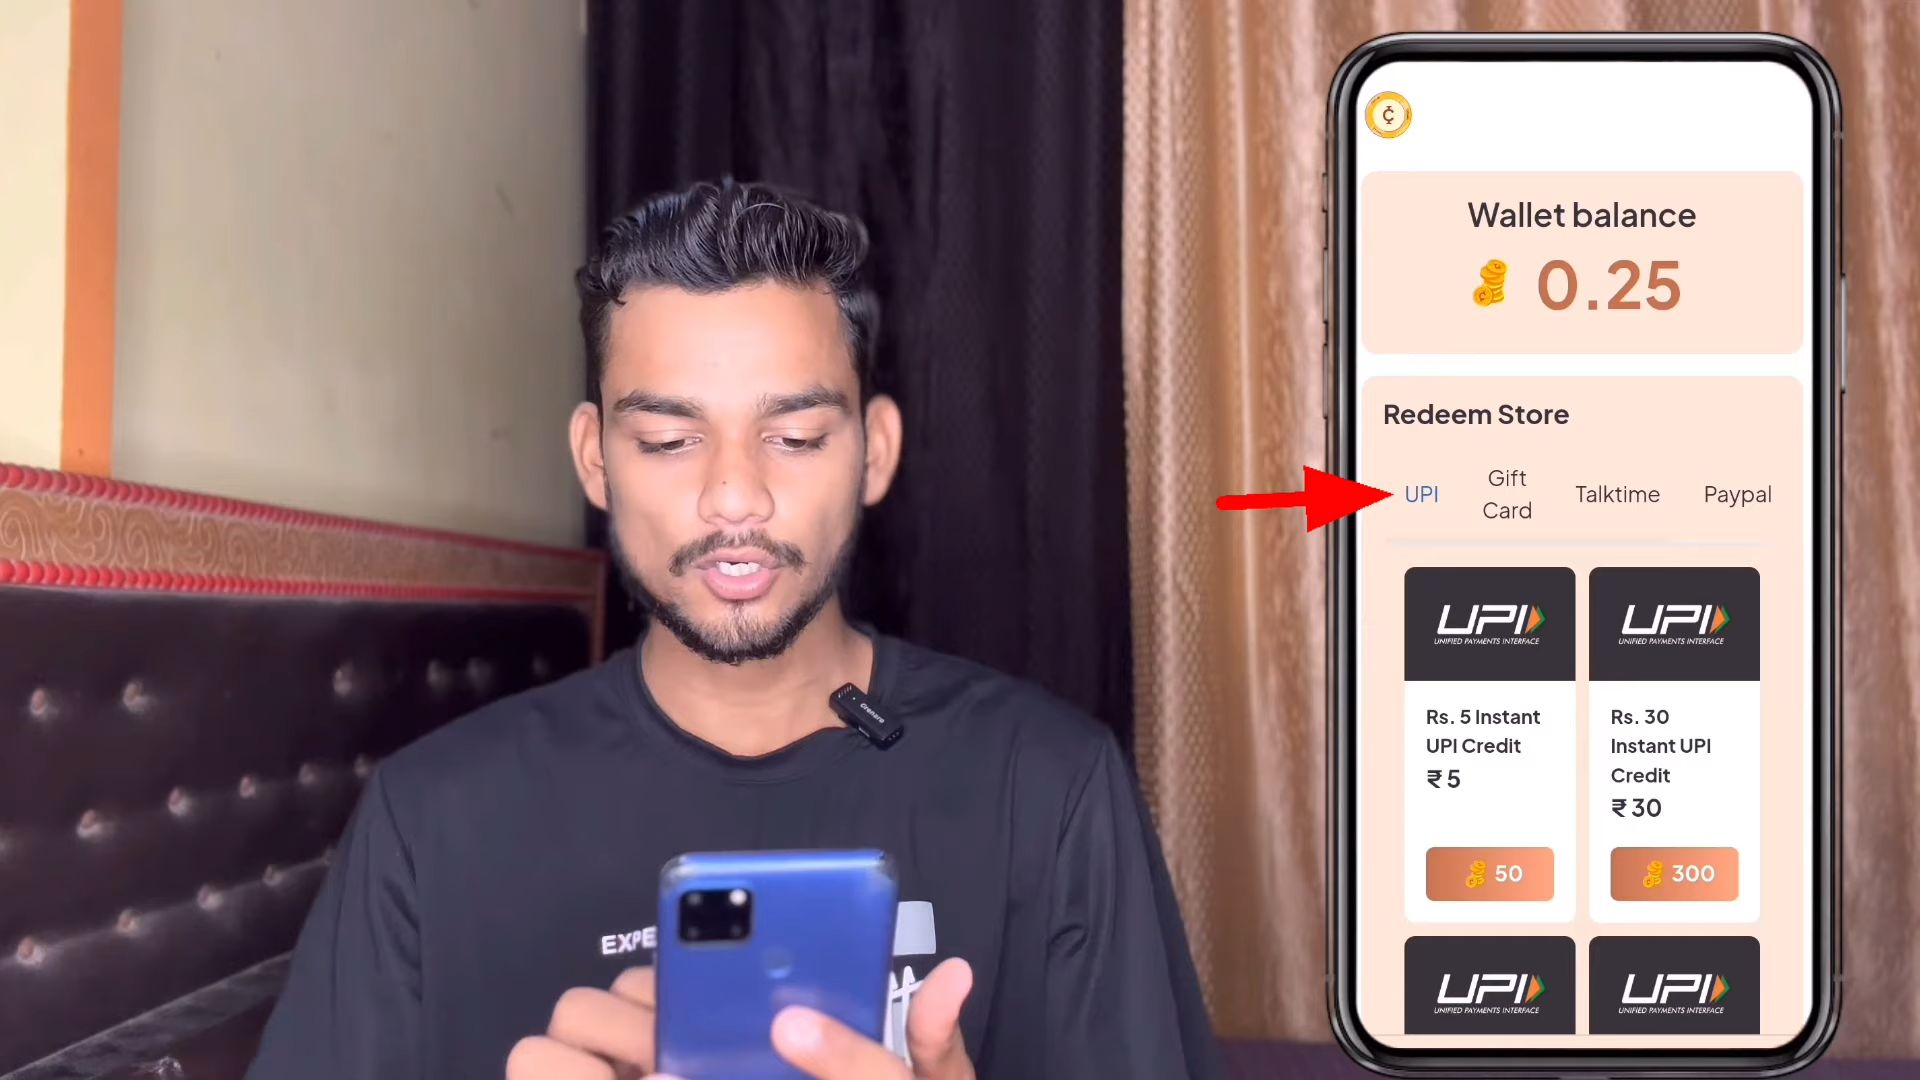 ¢
Wallet balance
0.25
Redeem Store
UPI
Gift
Card
Talktime
Paypal
UPI
UNIFIED PAYMENTS INTERFACE
UPI
UNIFIED PAYMENTS INTERFACE
Rs. 5 Instant
UPI Credit
₹ 5
Rs. 30
Instant UPI
Credit
₹ 30
50
300
UPI
UNIFIED PAYMENTS INTERFACE
UPI
UNIFIED PAYMENTS INTERFACE
EXPE